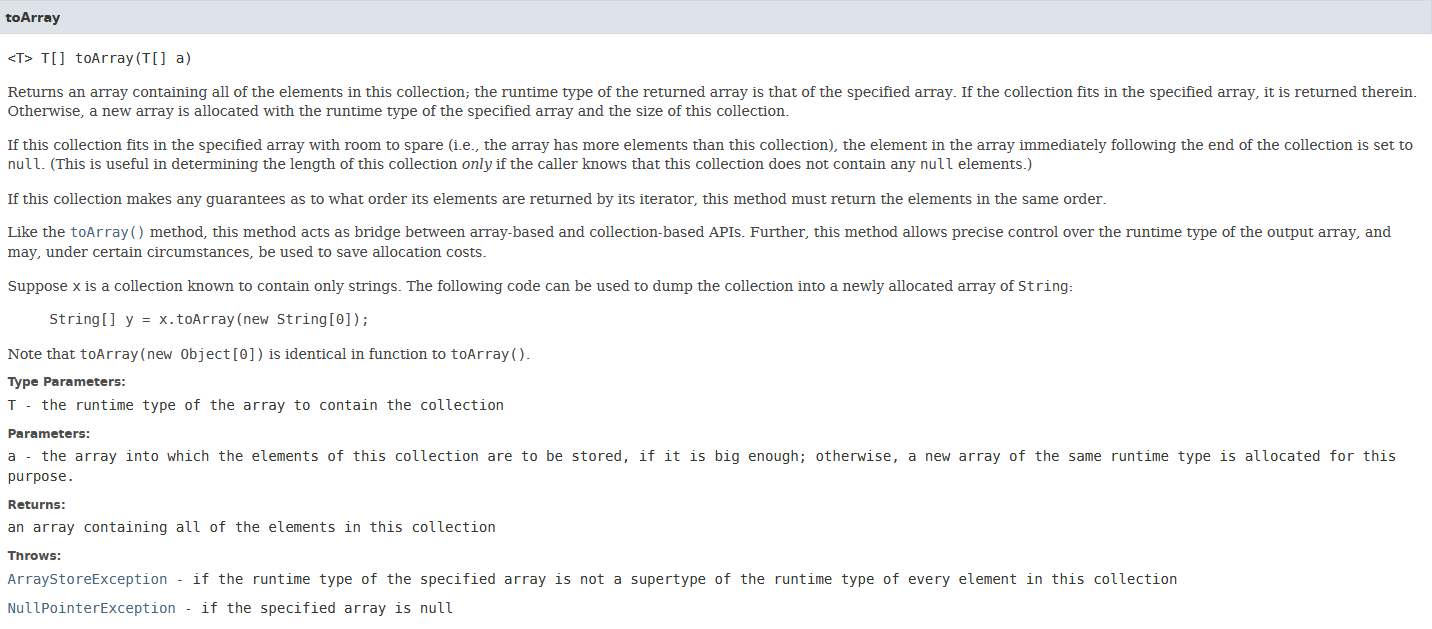 toArray
<T> T[] toArray(T[] a)
Returns an array containing all of the elements in this collection; the runtime type of the returned array is that of the specified array. If the collection fits in the specified array, it is returned therein.
Otherwise, a new array is allocated with the runtime type of the specified array and the size of this collection.
If this collection fits in the specified array with room to spare (i.e., the array has more elements than this collection), the element in the array immediately following the end of the collection is set to
null. (This is useful in determining the length of this collection only if the caller knows that this collection does not contain any null elements.)
If this collection makes any guarantees as to what order its elements are returned by its iterator, this method must return the elements in the same order.
Like the toArray() method, this method acts as bridge between array-based and collection-based APIs. Further, this method allows precise control over the runtime type of the output array, and
may, under certain circumstances, be used to save allocation costs.
Suppose x is a collection known to contain only strings. The following code can be used to dump the collection into a newly allocated array of String:
String[] y = x.toArray(new String[0]);
Note that toArray(new Object[0]) is identical in function to toArray().
Type Parameters:
T - the runtime type of the array to contain the collection
Parameters:
a - the array into which the elements of this collection are to be stored, if it is big enough; otherwise, a new array of the same runtime type is allocated for this
purpose.
Returns:
an array containing all of the elements in this collection
Throws:
ArrayStoreException - if the runtime type of the specified array is not a supertype of the runtime type of every element in this collection
NullPointerException - if the specified array is null